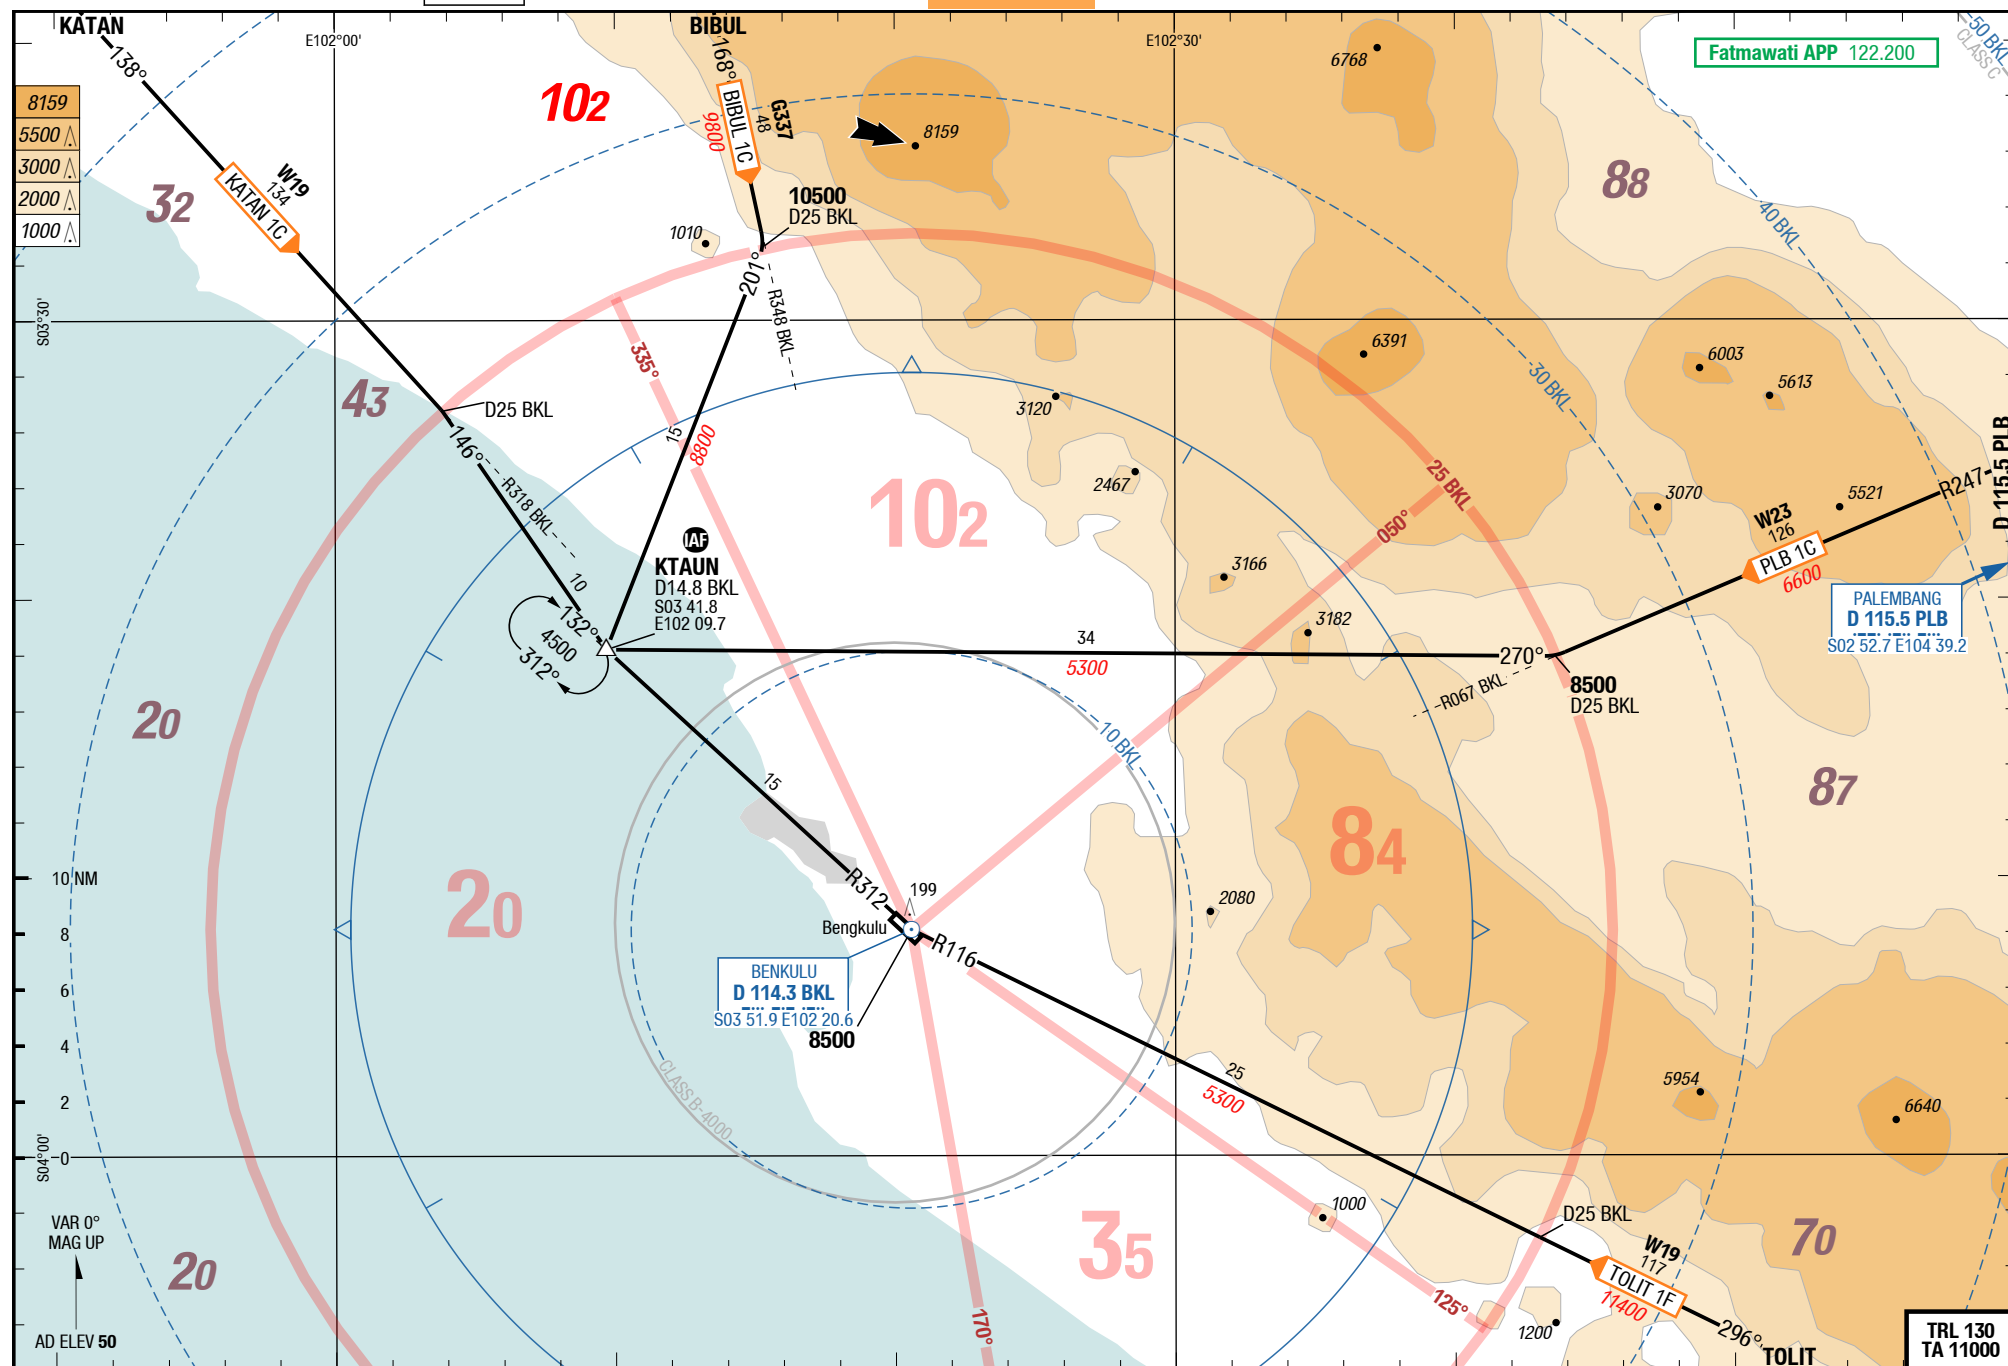 KATAN
BIBUL
E102°00'
E102°30'
50 BKL
CLASS C
Fatmawati APP 122.200
138°
168°
102
6768
8159
5500
3000
2000
1000
BIBUL 1C
G337
48
9800
8159
W19
134
KATAN 1C
32
88
10500
D25 BKL
40 BKL
1010
201°
R348 BKL
S03°30'
335°
6391
6003
5613
30 BKL
43
D25 BKL
3120
146°
15
8800
D 115.5 PLB
R318 BKL
2467
25 BKL
3070
5521
R247
102
050°
W23
126
PLB 1C
6600
IAF
KTAUN
D14.8 BKL
S03 41.8
E102 09.7
3166
10
PALEMBANG
D 115.5 PLB
S02 52.7 E104 39.2
132°
4500
312°
3182
34
5300
270°
8500
D25 BKL
R067 BKL
20
10 BKL
15
87
84
10 NM
R312
199
2080
20
8
Bengkulu
R116
BENKULU
D 114.3 BKL
S03 51.9 E102 20.6
8500
6
4
2
0
S04°00'
CLASS B-4000
25
5300
5954
6640
VAR 0°
MAG UP
20
35
1000
D25 BKL
70
W19
117
TOLIT 1F
11400
125°
170°
1200
296°
TOLIT
AD ELEV 50
TRL 130
TA 11000